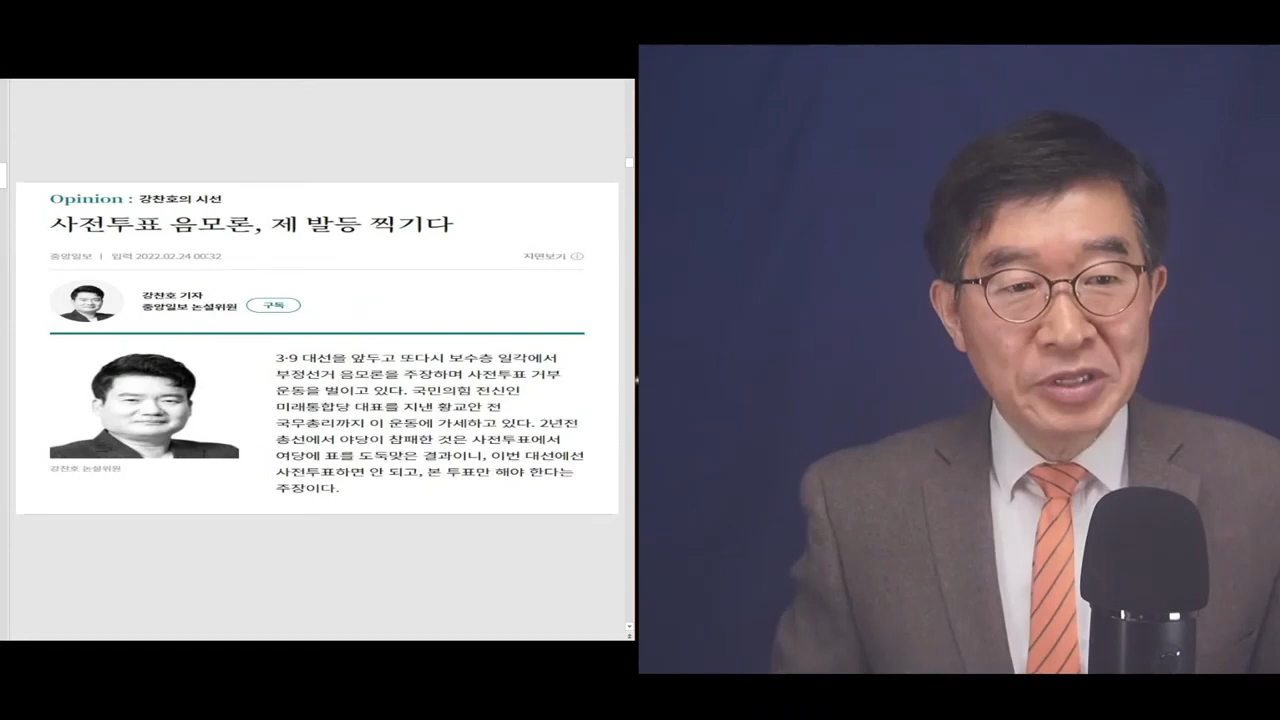 Opinion : 강찬호의 시선
사전투표 음모론, 제 발등 찍기다
중앙일보 | 입력 2022.02.24 00:32
지면보기
강찬호 기자
중앙일보 논설위원
구독
강찬호 논설위원
3·9 대선을 앞두고 또다시 보수층 일각에서
부정선거 음모론을 주장하며 사전투표 거부
운동을 벌이고 있다. 국민의힘 전신인
미래통합당 대표를 지낸 황교안 전
국무총리까지 이 운동에 가세하고 있다. 2년전
총선에서 야당이 참패한 것은 사전투표에서
여당에 표를 도둑맞은 결과이니, 이번 대선에선
사전투표하면 안 되고, 본 투표만 해야 한다는
주장이다.